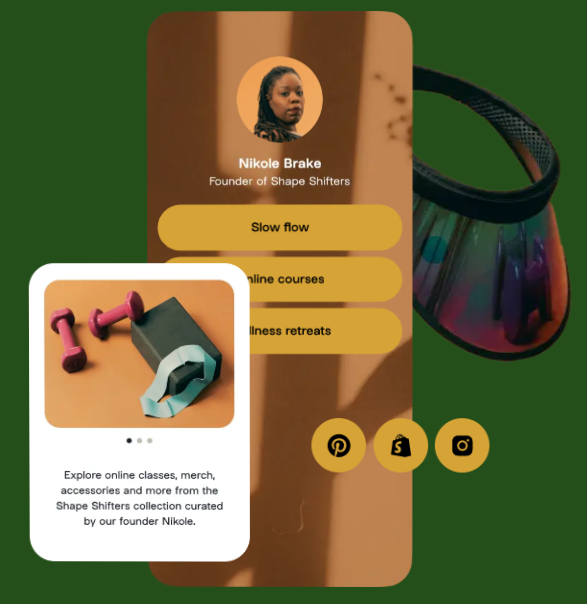 Nikole Brake
Founder of Shape Shifters
Slow flow
nline courses
llness retreats
Explore online classes, merch,
accessories and more from the
Shape Shifters collection curated
by our founder Nikole.